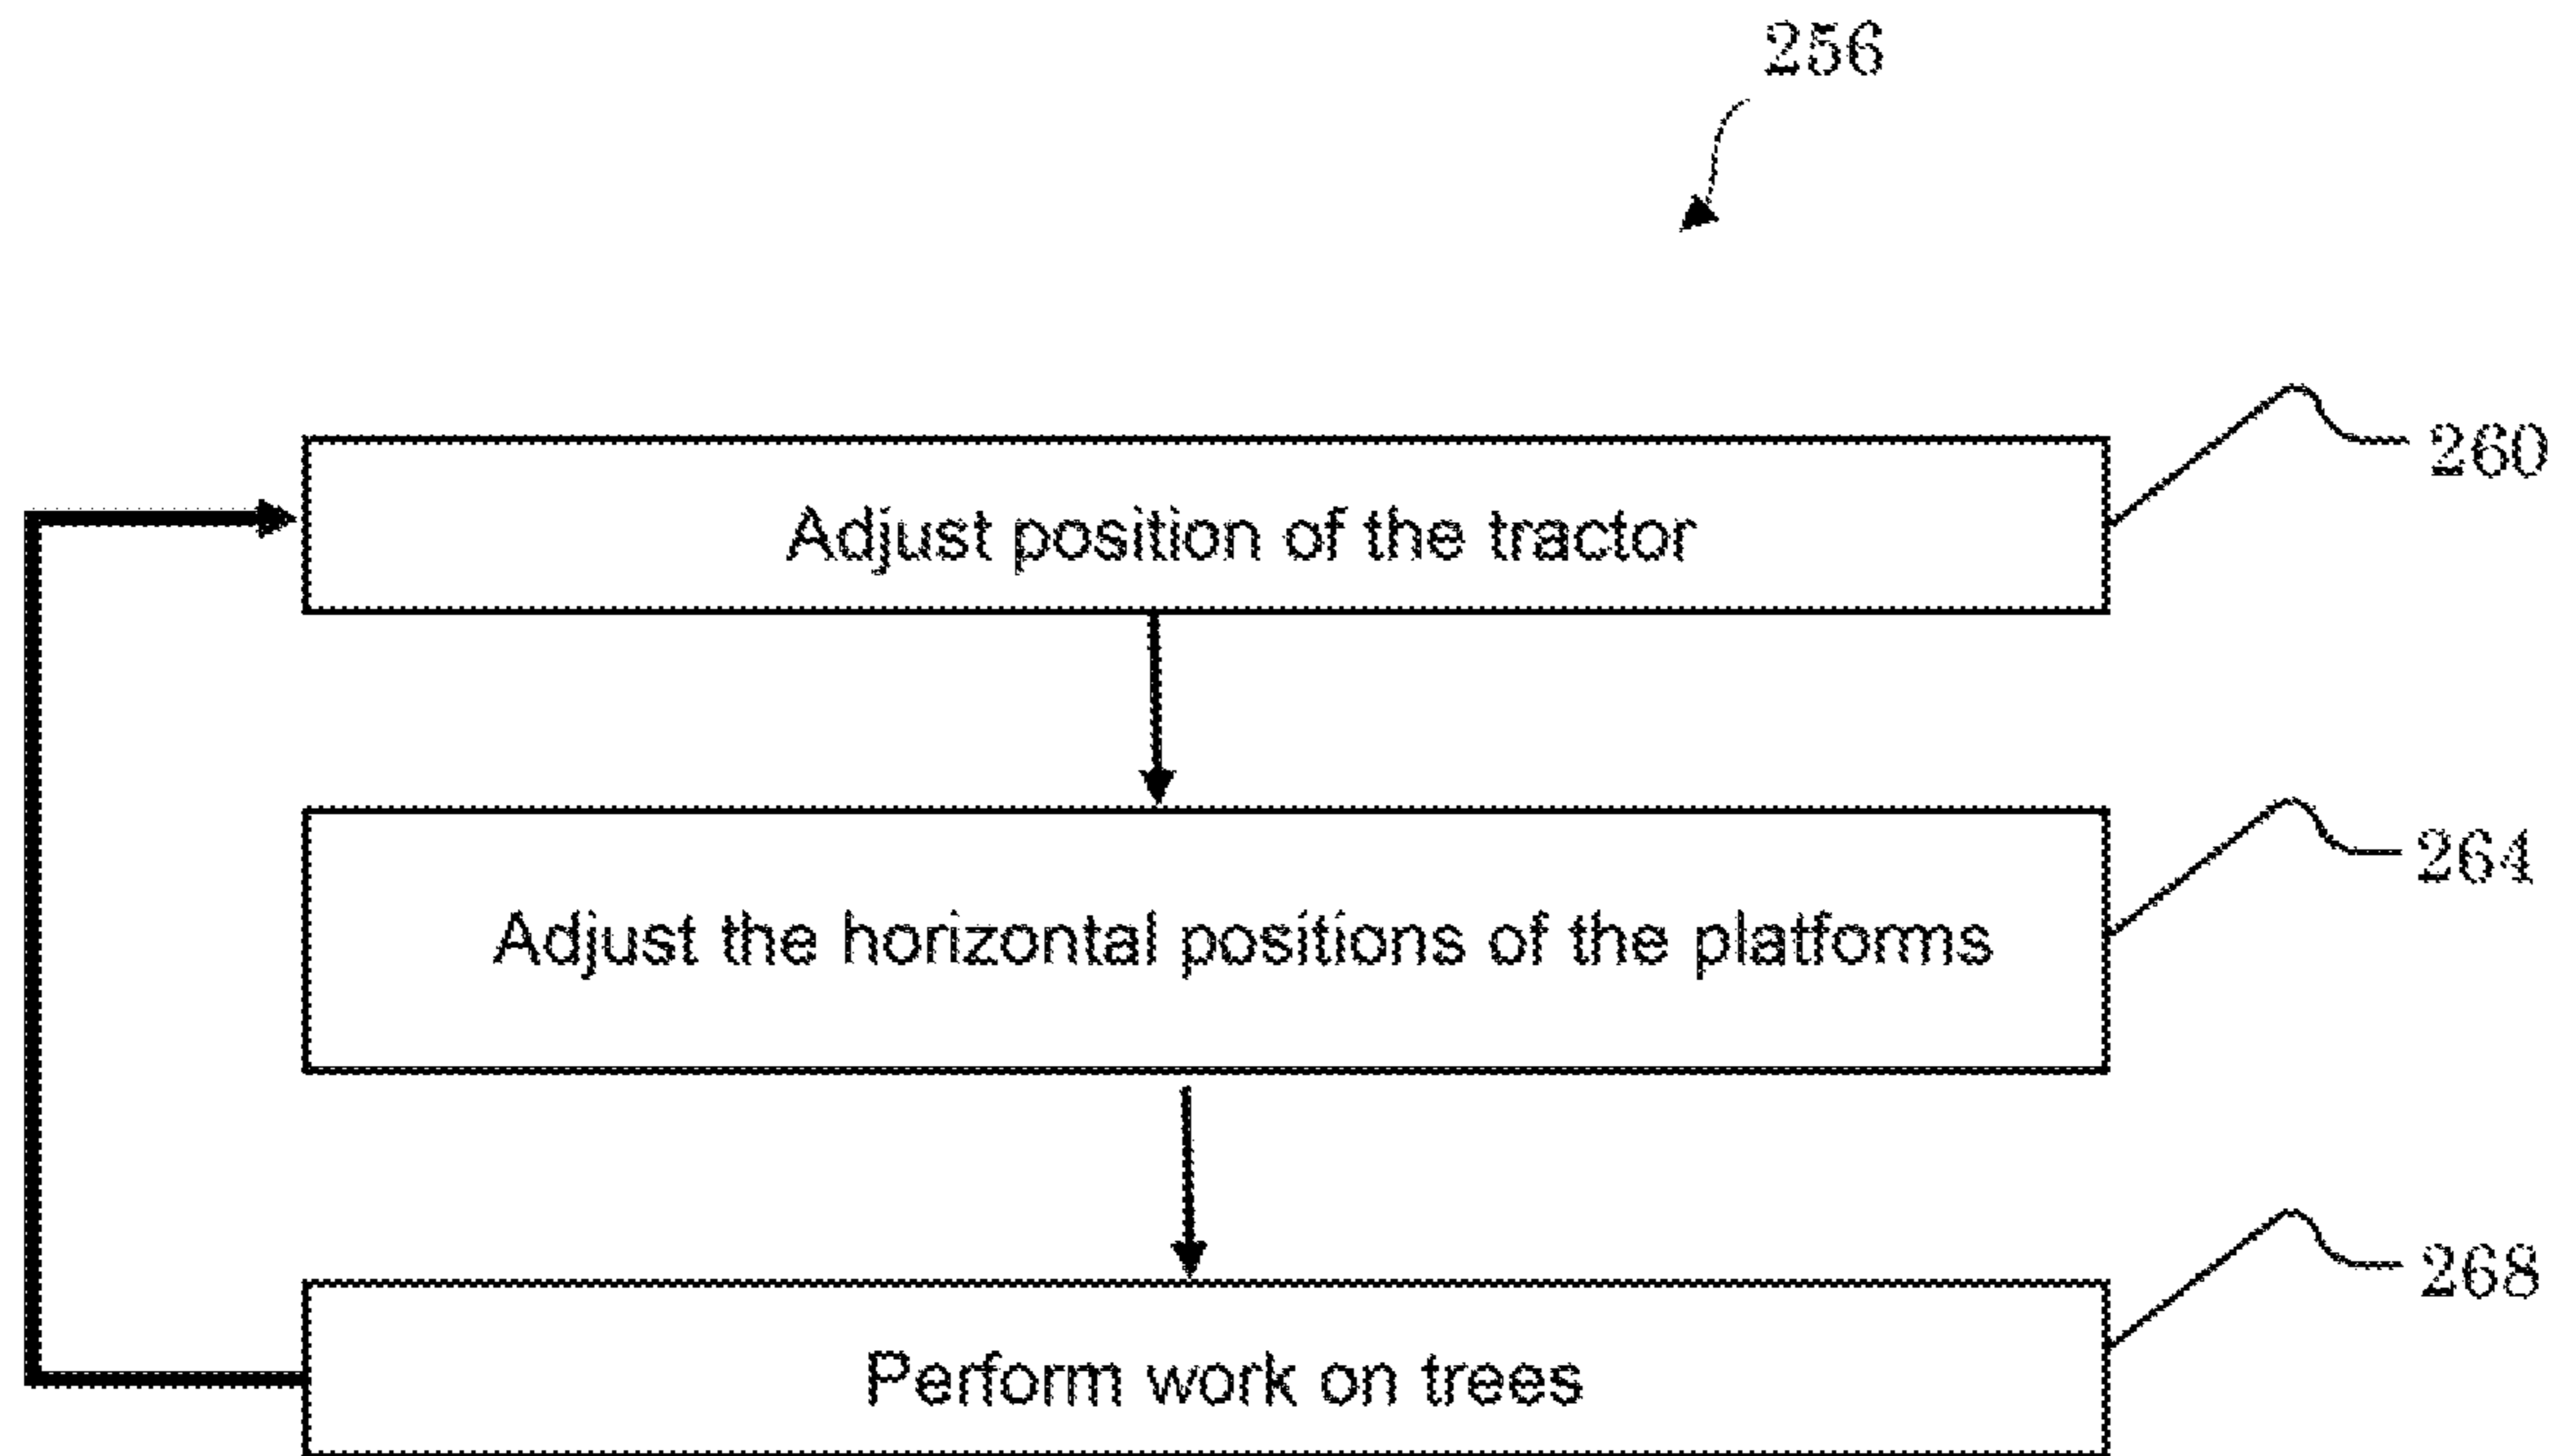 256
Adjust position of the tractor
260
Adjust the horizontal positions of the platforms
264
Perform work on trees
268